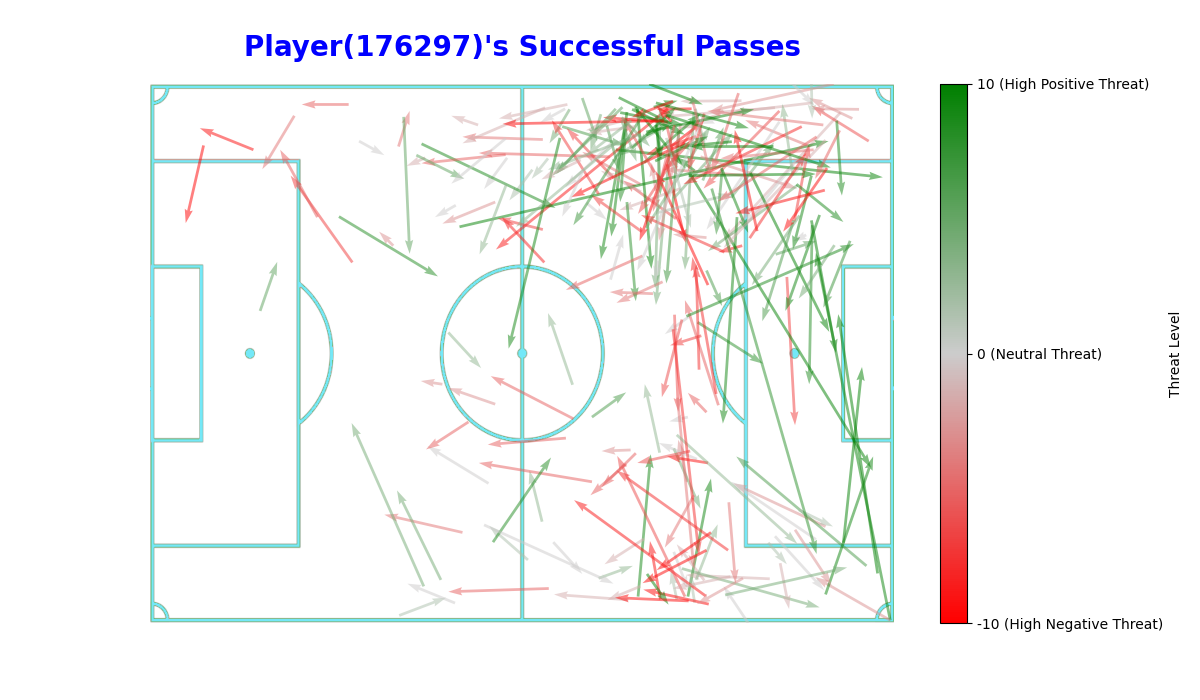 Player(176297)'s Successful Passes
10 (High Positive Threat)
0 (Neutral Threat)
-10 (High Negative Threat)
Threat Level